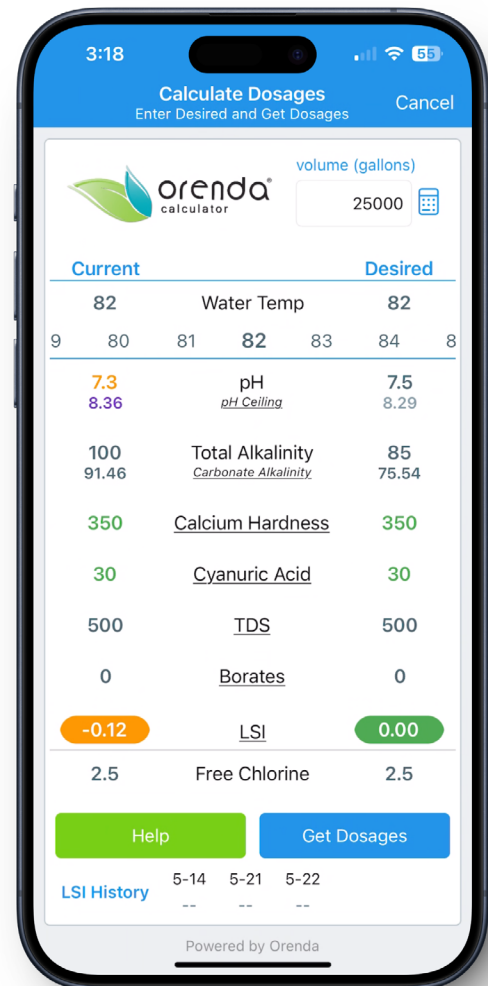 3:18
55
Calculate Dosages
Enter Desired and Get Dosages
Cancel
orenda®
calculator
volume (gallons)
25000
Current Desired
82 Water Temp 82
9 80 81 82 83 84 8
7.3 pH 7.5
8.36 pH Ceiling 8.29
100 Total Alkalinity 85
91.46 Carbonate Alkalinity 75.54
350 Calcium Hardness 350
30 Cyanuric Acid 30
500 TDS 500
0 Borates 0
-0.12 LSI 0.00
2.5 Free Chlorine 2.5
Help Get Dosages
LSI History 5-14 5-21 5-22
-- -- --
Powered by Orenda